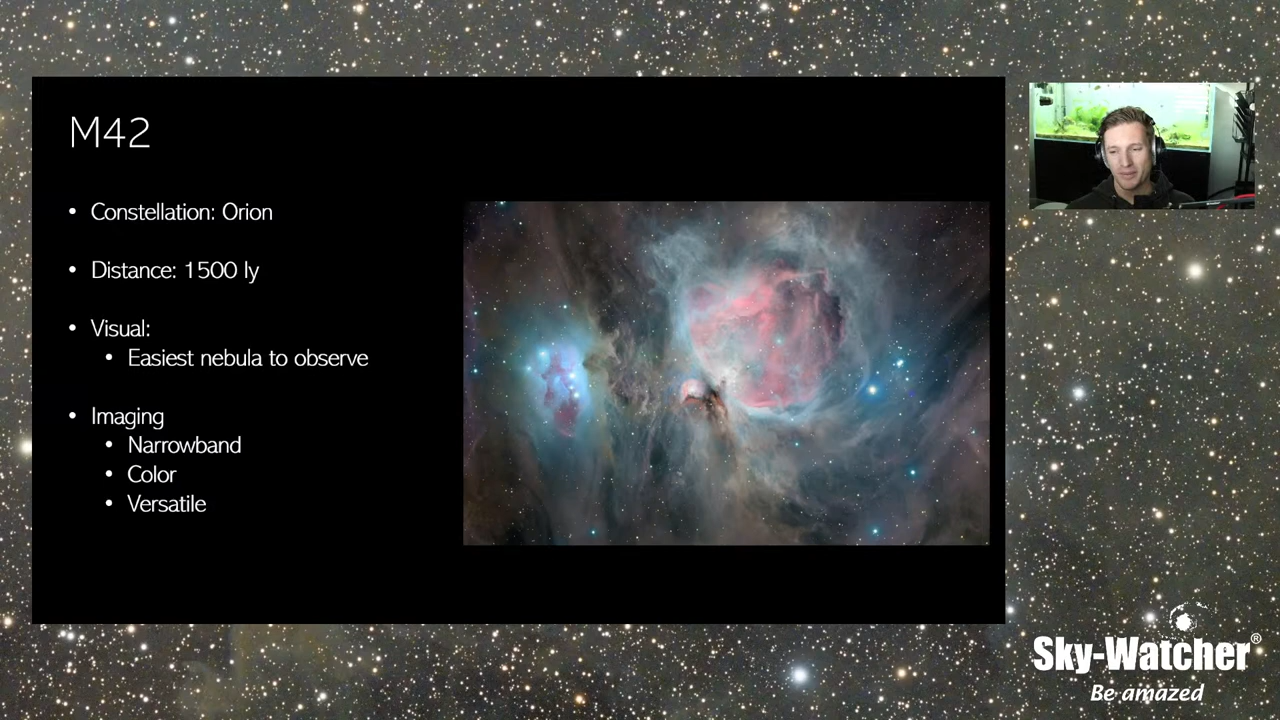 M42
• Constellation: Orion
• Distance: 1500 ly
• Visual:
• Easiest nebula to observe
• Imaging
• Narrowband
• Color
• Versatile
Sky-Watcher®
Be amazed